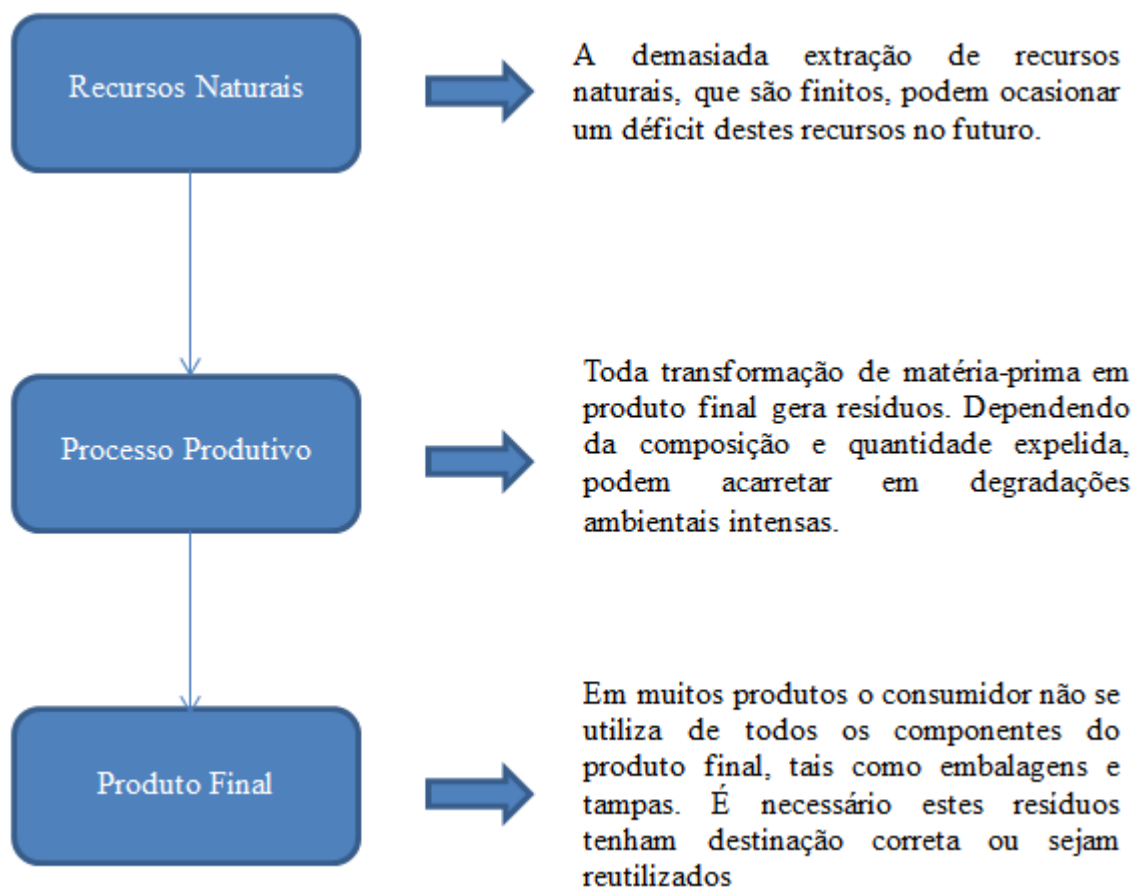 Recursos Naturais
A demasiada extração de recursos
naturais, que são finitos, podem ocasionar
um déficit destes recursos no futuro.
Processo Produtivo
Toda transformação de matéria-prima em
produto final gera resíduos. Dependendo
da composição e quantidade expelida,
podem acarretar em degradações
ambientais intensas.
Produto Final
Em muitos produtos o consumidor não se
utiliza de todos os componentes do
produto final, tais como embalagens e
tampas. É necessário estes resíduos
tenham destinação correta ou sejam
reutilizados